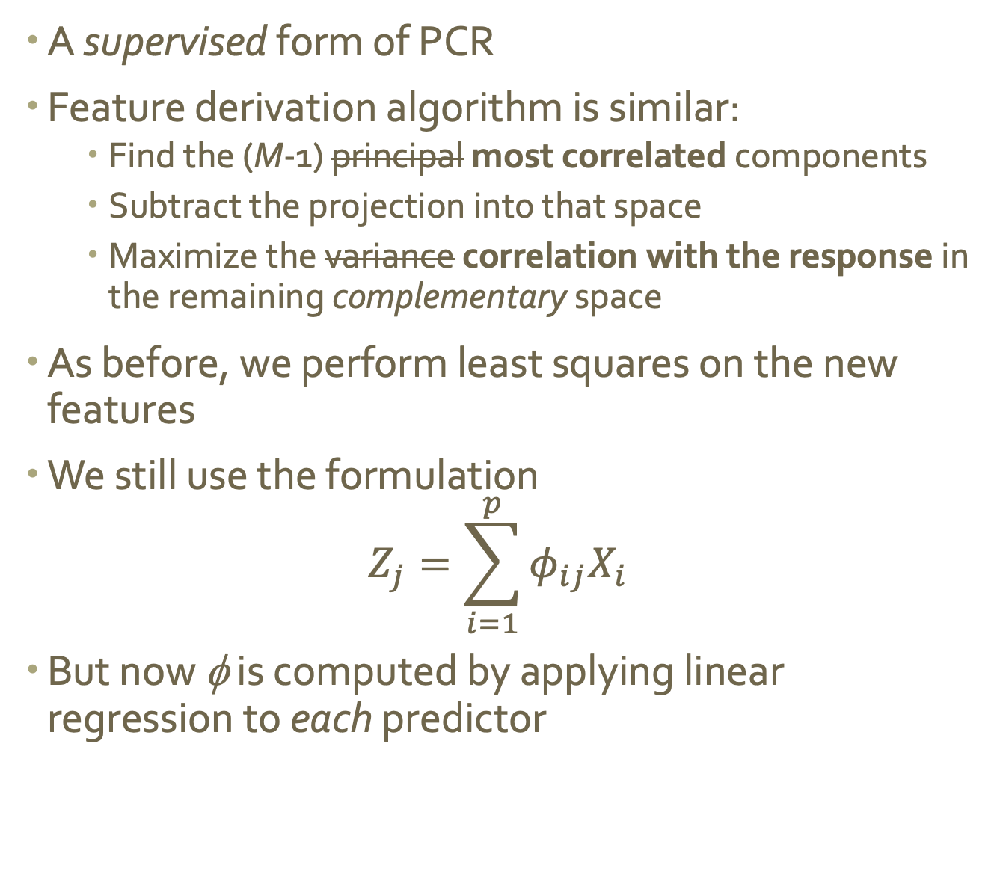 • A supervised form of PCR
• Feature derivation algorithm is similar:
• Find the (M-1) principal most correlated components
• Subtract the projection into that space
• Maximize the variance correlation with the response in
the remaining complementary space
• As before, we perform least squares on the new
features
• We still use the formulation
p
Z_j = ∑ ϕ_{ij}X_i
i=1
• But now ϕ is computed by applying linear
regression to each predictor